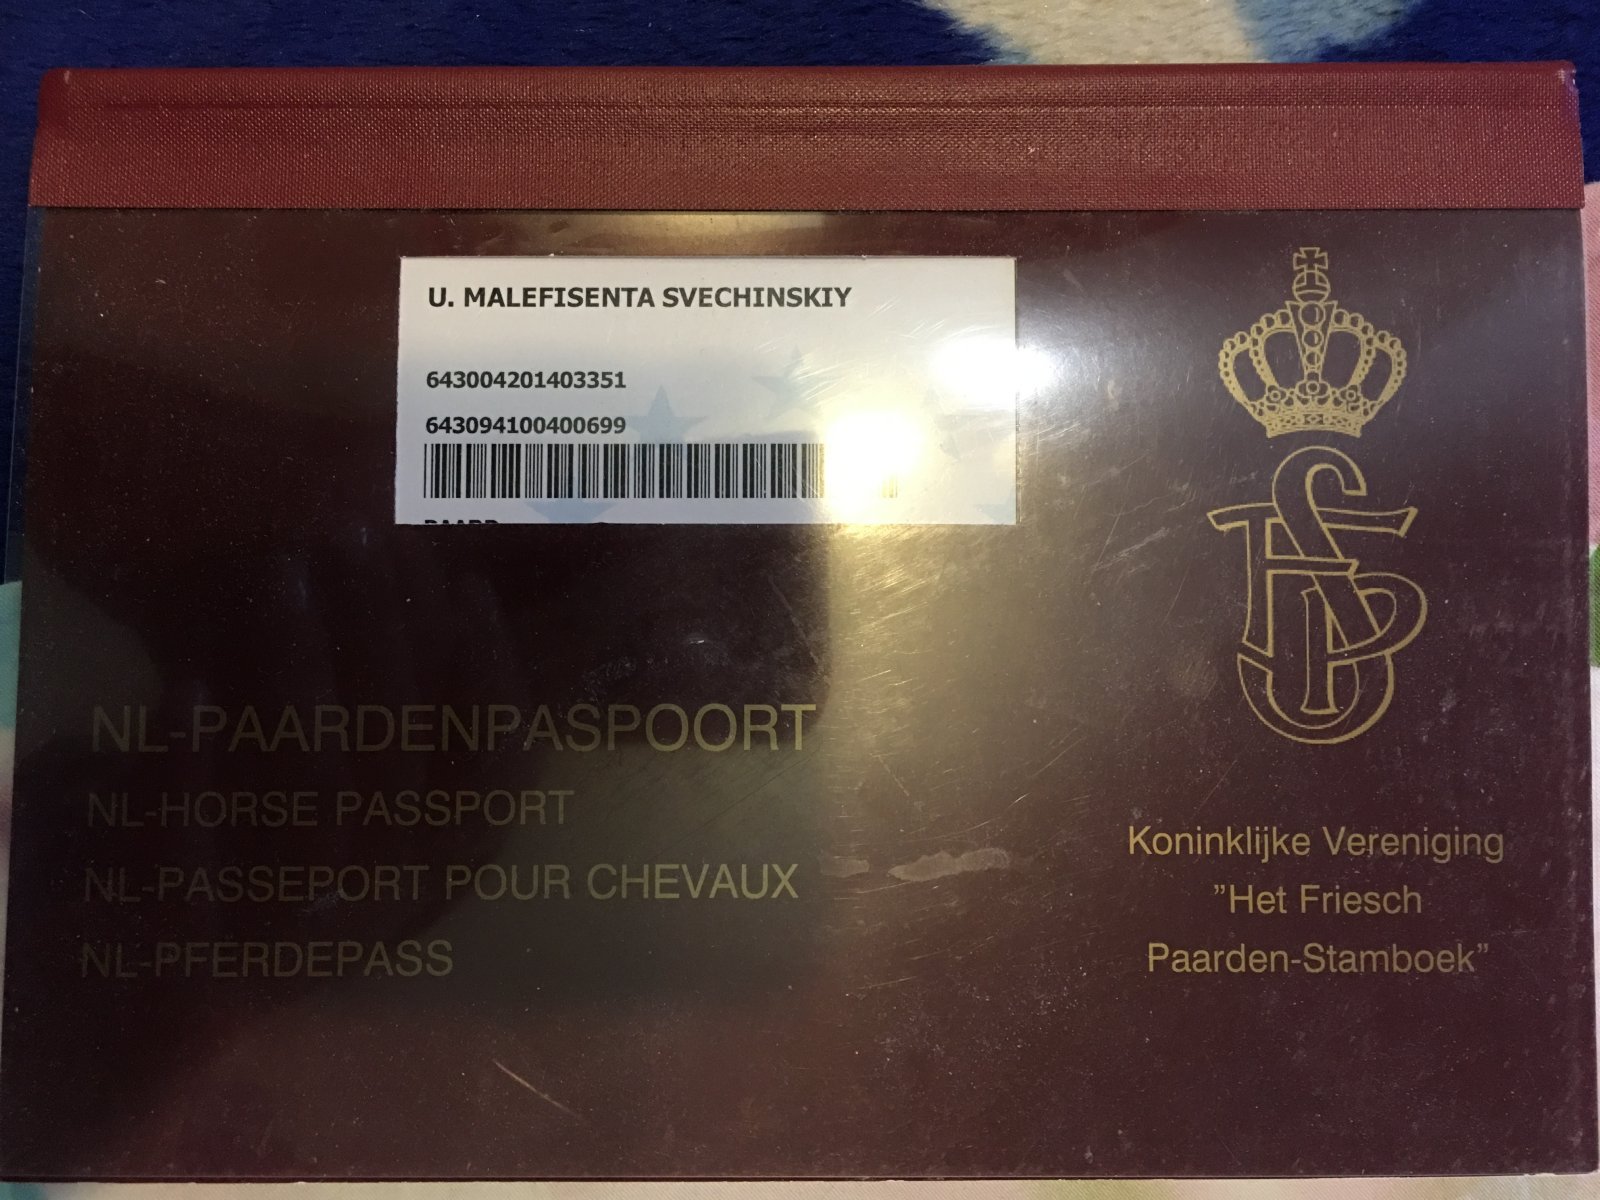 U. MALEFISENTA SVECHINSKIY
643004201403351
643094100400699
NL-PAARDENPASPOORT
NL-HORSE PASSPORT
NL-PASSEPORT POUR CHEVAUX
NL-PFERDEPASS
Koninklijke Vereniging
”Het Friesch
Paarden-Stamboek”